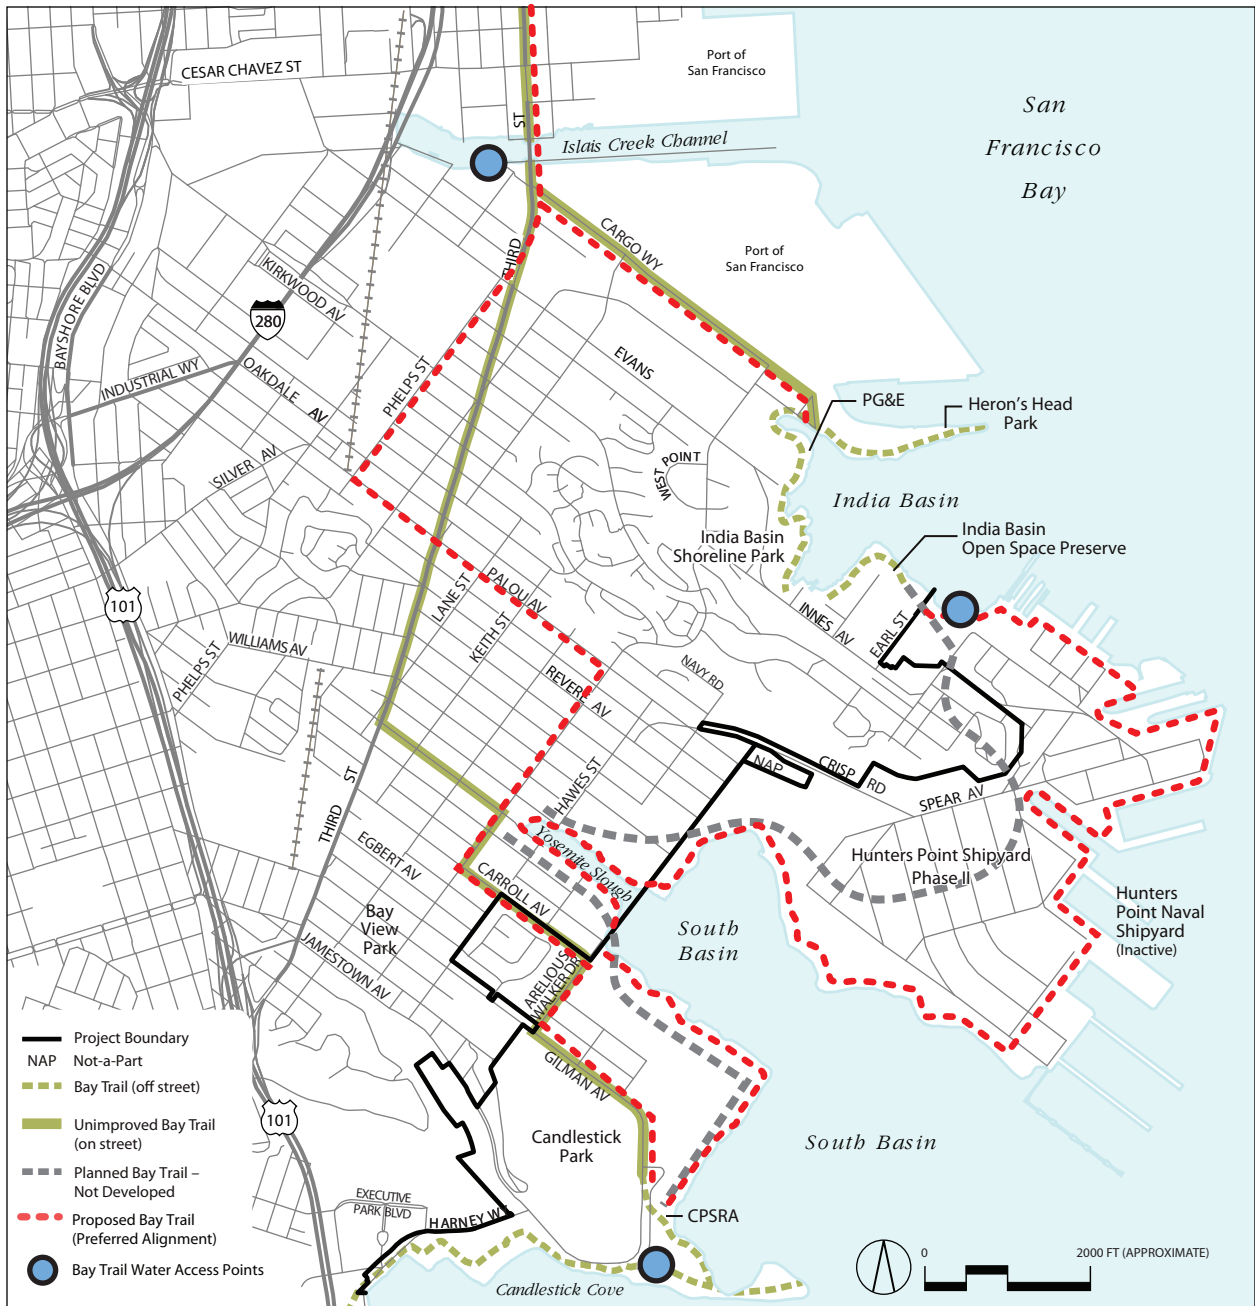 CESAR CHAVEZ ST
Port of
San Francisco
San
Francisco
Bay
ST
Islais Creek Channel
THIRD
CARGO WY
Port of
San Francisco
BAYSHORE BLVD
KIRKWOOD AV
280
INDUSTRIAL WY
OAKDALE AV
PHELPS ST
EVANS
PG&E
Heron's Head
Park
SILVER AV
WEST POINT
India Basin
India Basin
Shoreline Park
India Basin
Open Space Preserve
101
PALOU AV
LANE ST
KEITH ST
INNES AV
EARL ST
WILLIAMS AV
PHELPS ST
REVERE AV
NAVY RD
THIRD ST
HAWES ST
NAP
CRISP RD
SPEAR AV
EGBERT AV
Yosemite Slough
Hunters Point Shipyard
Phase II
CARROLL AV
Hunters
Point Naval
Shipyard
(Inactive)
Bay
View
Park
South
Basin
JAMESTOWN AV
ARELIOUS
WALKER DR
GILMAN AV
Candlestick
Park
South Basin
101
EXECUTIVE
PARK BLVD
HARNEY W
CPSRA
Candlestick Cove
Project Boundary
NAP Not-a-Part
Bay Trail (off street)
Unimproved Bay Trail
(on street)
Planned Bay Trail –
Not Developed
Proposed Bay Trail
(Preferred Alignment)
Bay Trail Water Access Points
0 2000 FT (APPROXIMATE)